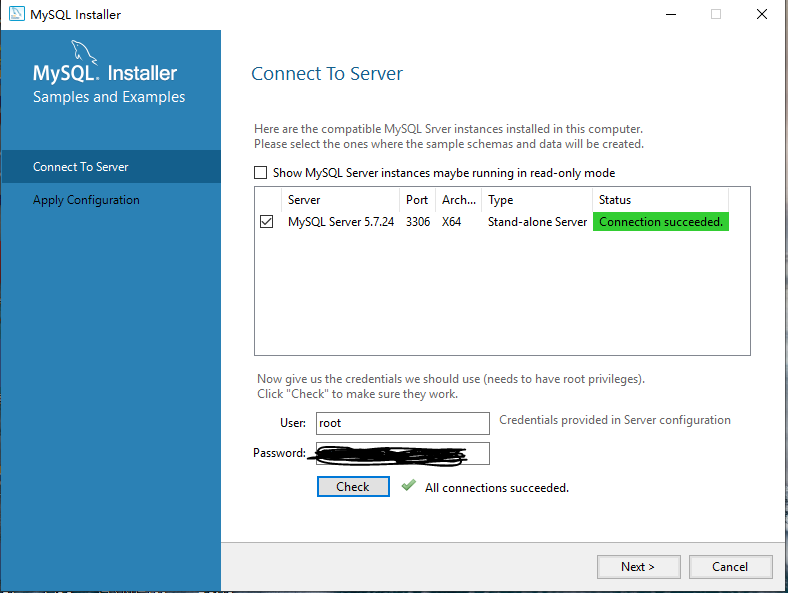 MySQL Installer
MySQL. Installer
Samples and Examples
Connect To Server
Apply Configuration
Connect To Server
Here are the compatible MySQL Srver instances installed in this computer.
Please select the ones where the sample schemas and data will be created.
Show MySQL Server instances maybe running in read-only mode
Server Port Arch... Type Status
MySQL Server 5.7.24 3306 X64 Stand-alone Server Connection succeeded.
Now give us the credentials we should use (needs to have root privileges).
Click "Check" to make sure they work.
User: root Credentials provided in Server configuration
Password:
Check All connections succeeded.
Next > Cancel